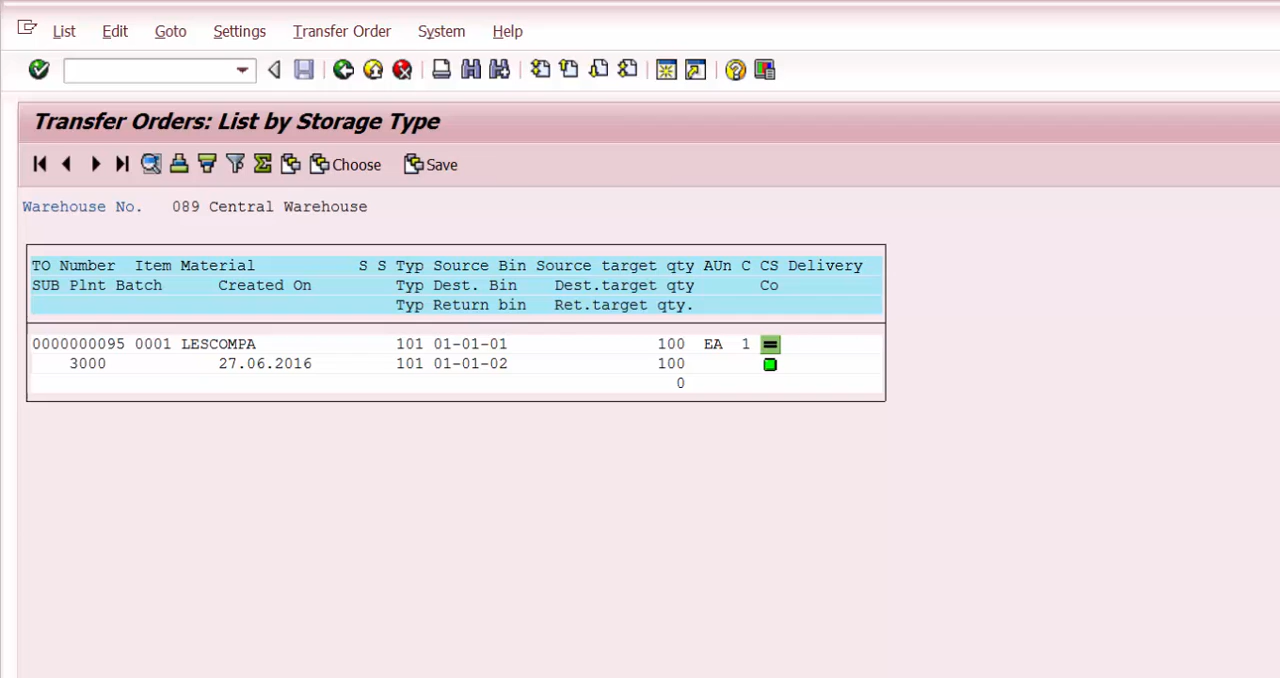 List Edit Goto Settings Transfer Order System Help
Transfer Orders: List by Storage Type
Choose Save
Warehouse No. 089 Central Warehouse
TO Number Item Material S S Typ Source Bin Source target qty AUn C CS Delivery
SUB Plnt Batch Created On Typ Dest. Bin Dest.target qty Co
Typ Return bin Ret.target qty.
0000000095 0001 LESCOMPA 101 01-01-01 100 EA 1
3000 27.06.2016 101 01-01-02 100
0